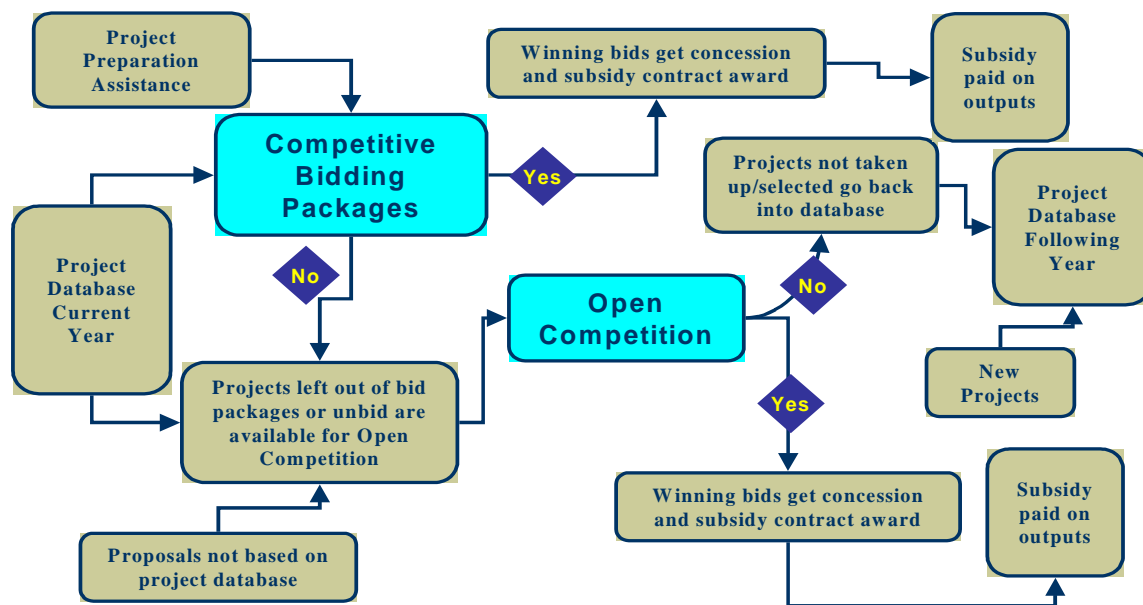 Project
Preparation
Assistance
Winning bids get concession
and subsidy contract award
Subsidy
paid on
outputs
Competitive
Bidding
Packages
Yes
Projects not taken
up/selected go back
into database
Project
Database
Following
Year
Project
Database
Current
Year
No
Open
Competition
No
New
Projects
Projects left out of bid
packages or unbid are
available for Open
Competition
Yes
Winning bids get concession
and subsidy contract award
Subsidy
paid on
outputs
Proposals not based on
project database